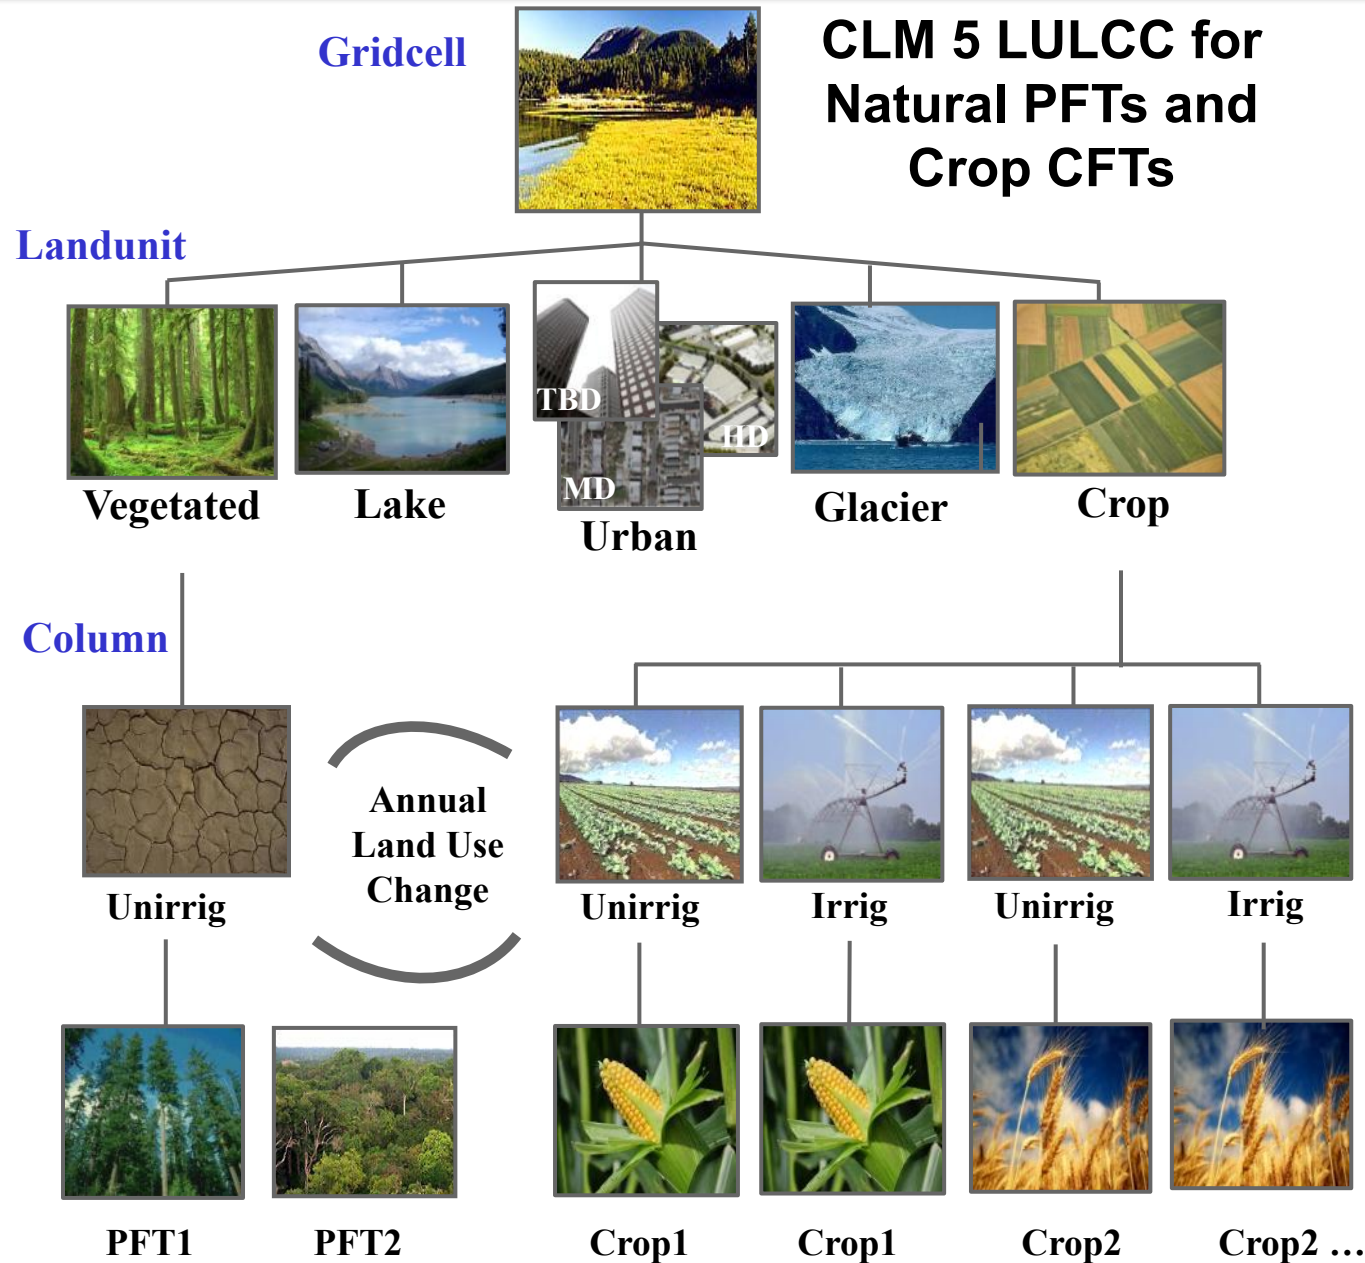 Gridcell
CLM 5 LULCC for
Natural PFTs and
Crop CFTs
Landunit
TBD
HD
MD
Vegetated
Lake
Urban
Glacier
Crop
Column
Annual
Land Use
Change
Unirrig
Unirrig
Irrig
Unirrig
Irrig
PFT1
PFT2
Crop1
Crop1
Crop2
Crop2 ...